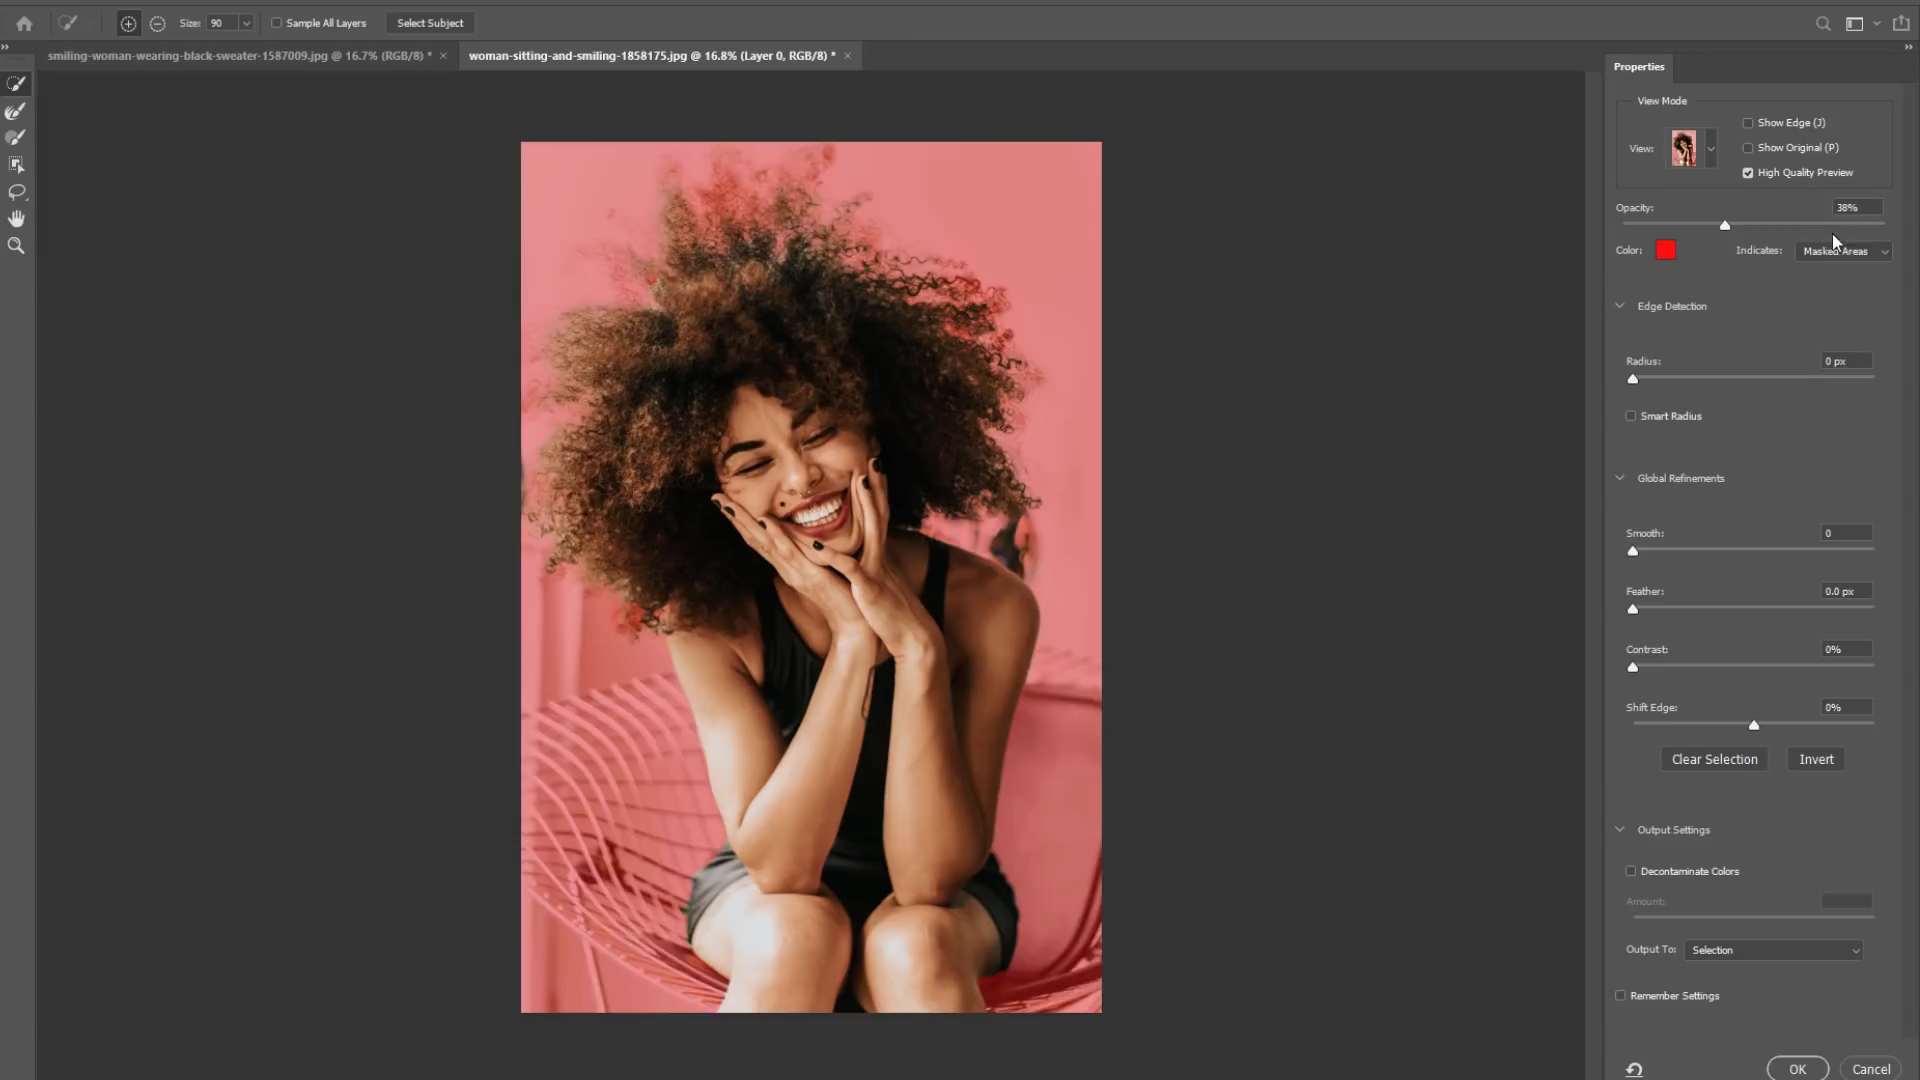 Size: 90 Sample All Layers Select Subject
smiling-woman-wearing-black-sweater-1587009.jpg @ 16.7% (RGB/8) * ×
woman-sitting-and-smiling-1858175.jpg @ 16.8% (Layer 0, RGB/8) * ×
Properties
View Mode
Show Edge (J)
View:
Show Original (P)
High Quality Preview
Opacity: 38%
Color: Indicates: Masked Areas
Edge Detection
Radius: 0 px
Smart Radius
Global Refinements
Smooth: 0
Feather: 0.0 px
Contrast: 0%
Shift Edge: 0%
Clear Selection Invert
Output Settings
Decontaminate Colors
Amount:
Output To: Selection
Remember Settings
OK Cancel